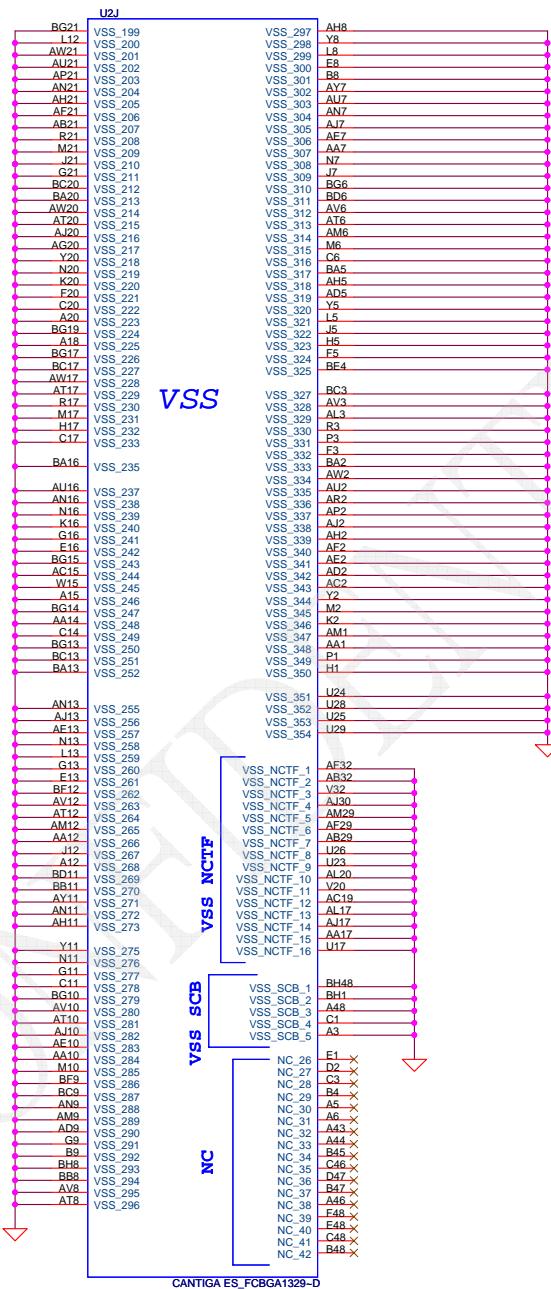 U2J
BG21 VSS_199
L12 VSS_200
AW21 VSS_201
AU21 VSS_202
AP21 VSS_203
AN21 VSS_204
AH21 VSS_205
AF21 VSS_206
AB21 VSS_207
R21 VSS_208
M21 VSS_209
J21 VSS_210
G21 VSS_211
BC20 VSS_212
BA20 VSS_213
AW20 VSS_214
AT20 VSS_215
AJ20 VSS_216
AG20 VSS_217
Y20 VSS_218
N20 VSS_219
K20 VSS_220
F20 VSS_221
C20 VSS_222
A20 VSS_223
BG19 VSS_224
A18 VSS_225
BG17 VSS_226
BC17 VSS_227
AW17 VSS_228
AT17 VSS_229
R17 VSS_230
M17 VSS_231
H17 VSS_232
C17 VSS_233
BA16 VSS_235
AU16 VSS_237
AN16 VSS_238
N16 VSS_239
K16 VSS_240
G16 VSS_241
E16 VSS_242
BG15 VSS_243
AC15 VSS_244
W15 VSS_245
A15 VSS_246
BG14 VSS_247
AA14 VSS_248
C14 VSS_249
BG13 VSS_250
BC13 VSS_251
BA13 VSS_252
AN13 VSS_255
AJ13 VSS_256
AE13 VSS_257
N13 VSS_258
L13 VSS_259
G13 VSS_260
E13 VSS_261
BF12 VSS_262
AV12 VSS_263
AT12 VSS_264
AM12 VSS_265
AA12 VSS_266
J12 VSS_267
A12 VSS_268
BD11 VSS_269
BB11 VSS_270
AY11 VSS_271
AN11 VSS_272
AH11 VSS_273
Y11 VSS_275
N11 VSS_276
G11 VSS_277
C11 VSS_278
BG10 VSS_279
AV10 VSS_280
AT10 VSS_281
AJ10 VSS_282
AE10 VSS_283
AA10 VSS_284
M10 VSS_285
BF9 VSS_286
BC9 VSS_287
AN9 VSS_288
AM9 VSS_289
AD9 VSS_290
G9 VSS_291
B9 VSS_292
BH8 VSS_293
BB8 VSS_294
AV8 VSS_295
AT8 VSS_296
VSS
VSS_297 AH8
VSS_298 Y8
VSS_299 L8
VSS_300 E8
VSS_301 B8
VSS_302 AY7
VSS_303 AU7
VSS_304 AN7
VSS_305 AJ7
VSS_306 AE7
VSS_307 AA7
VSS_308 N7
VSS_309 J7
VSS_310 BG6
VSS_311 BD6
VSS_312 AV6
VSS_313 AT6
VSS_314 AM6
VSS_315 M6
VSS_316 C6
VSS_317 BA5
VSS_318 AH5
VSS_319 AD5
VSS_320 Y5
VSS_321 L5
VSS_322 J5
VSS_323 H5
VSS_324 F5
VSS_325 BE4
VSS_327 BC3
VSS_328 AV3
VSS_329 AL3
VSS_330 R3
VSS_331 P3
VSS_332 F3
VSS_333 BA2
VSS_334 AW2
VSS_335 AU2
VSS_336 AR2
VSS_337 AP2
VSS_338 AJ2
VSS_339 AH2
VSS_340 AF2
VSS_341 AE2
VSS_342 AD2
VSS_343 AC2
VSS_344 Y2
VSS_345 M2
VSS_346 K2
VSS_347 AM1
VSS_348 AA1
VSS_349 P1
VSS_350 H1
VSS_351 U24
VSS_352 U28
VSS_353 U25
VSS_354 U29
VSS NCTF
VSS_NCTF_1 AF32
VSS_NCTF_2 AB32
VSS_NCTF_3 V32
VSS_NCTF_4 AJ30
VSS_NCTF_5 AM29
VSS_NCTF_6 AF29
VSS_NCTF_7 AB29
VSS_NCTF_8 U26
VSS_NCTF_9 U23
VSS_NCTF_10 AL20
VSS_NCTF_11 V20
VSS_NCTF_12 AC19
VSS_NCTF_13 AL17
VSS_NCTF_14 AJ17
VSS_NCTF_15 AA17
VSS_NCTF_16 U17
VSS SCB
VSS_SCB_1 BH48
VSS_SCB_2 BH1
VSS_SCB_3 A48
VSS_SCB_4 C1
VSS_SCB_5 A3
NC
NC_26 E1
NC_27 D2
NC_28 C3
NC_29 B4
NC_30 A5
NC_31 A6
NC_32 A43
NC_33 A44
NC_34 B45
NC_35 C46
NC_36 D47
NC_37 B47
NC_38 A46
NC_39 F48
NC_40 E48
NC_41 C48
NC_42 B48
CANTIGA ES_FCBGA1329~D